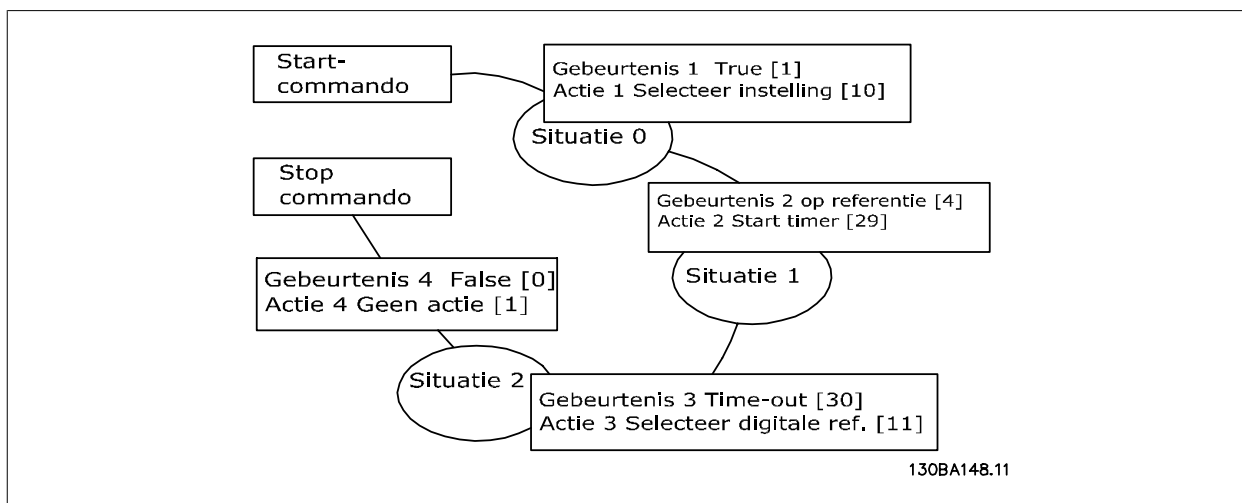 Start-
commando
Gebeurtenis 1 True [1]
Actie 1 Selecteer instelling [10]
Situatie 0
Stop
commando
Gebeurtenis 2 op referentie [4]
Actie 2 Start timer [29]
Situatie 1
Gebeurtenis 4 False [0]
Actie 4 Geen actie [1]
Situatie 2
Gebeurtenis 3 Time-out [30]
Actie 3 Selecteer digitale ref. [11]
130BA148.11